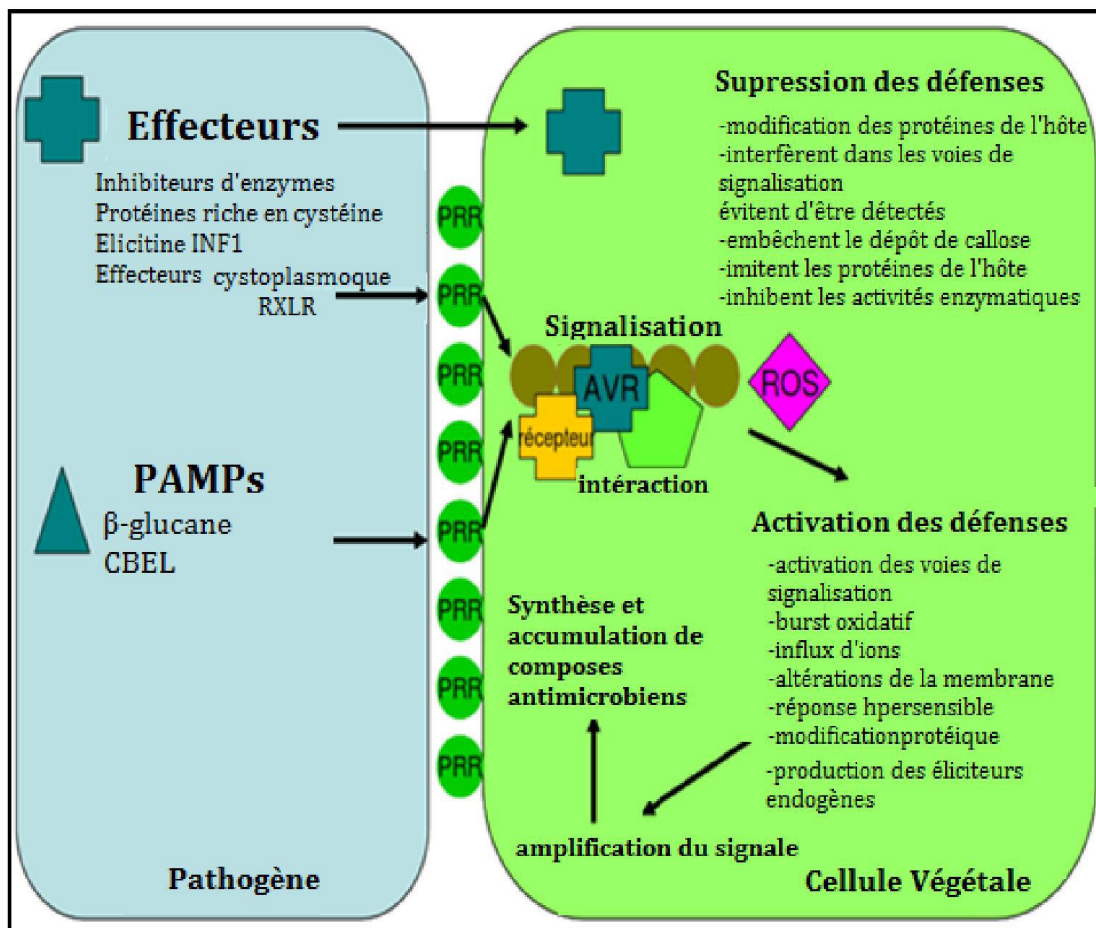 Effecteurs
Inhibiteurs d'enzymes
Protéines riche en cystéine
Elicitine INF1
Effecteurs cystoplasmoque
RXLR
PAMPs
β-glucane
CBEL
Pathogène
PRR
PRR
PRR
PRR
PRR
PRR
PRR
PRR
Supression des défenses
-modification des protéines de l'hôte
-interfèrent dans les voies de
signalisation
évitent d'être détectés
-embêchent le dépôt de callose
-imitent les protéines de l'hôte
-inhibent les activités enzymatiques
Signalisation
AVR
récepteur
intéraction
ROS
Activation des défenses
-activation des voies de
signalisation
-burst oxidatif
-influx d'ions
-altérations de la membrane
-réponse hpersensible
-modificationprotéique
-production des éliciteurs
endogènes
Synthèse et
accumulation de
composes
antimicrobiens
amplification du signale
Cellule Végétale